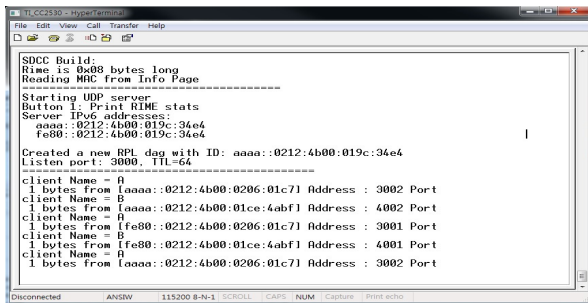 TI_CC2530 - HyperTerminal
File Edit View Call Transfer Help
SDCC Build:
Rime is 0x08 bytes long
Reading MAC from Info Page
=======================================
Starting UDP server
Button 1: Print RIME stats
Server IPv6 addresses:
aaaa::0212:4b00:019c:34e4
fe80::0212:4b00:019c:34e4
Created a new RPL dag with ID: aaaa::0212:4b00:019c:34e4
Listen port: 3000, TTL=64
============================================
client Name = A
1 bytes from [aaaa::0212:4b00:0206:01c7] Address : 3002 Port
client Name = B
1 bytes from [aaaa::0212:4b00:01ce:4abf] Address : 4002 Port
client Name = A
1 bytes from [fe80::0212:4b00:0206:01c7] Address : 3001 Port
client Name = B
1 bytes from [fe80::0212:4b00:01ce:4abf] Address : 4001 Port
client Name = A
1 bytes from [aaaa::0212:4b00:0206:01c7] Address : 3002 Port
Disconnected ANSIW 115200 8-N-1 SCROLL CAPS NUM Capture Print echo